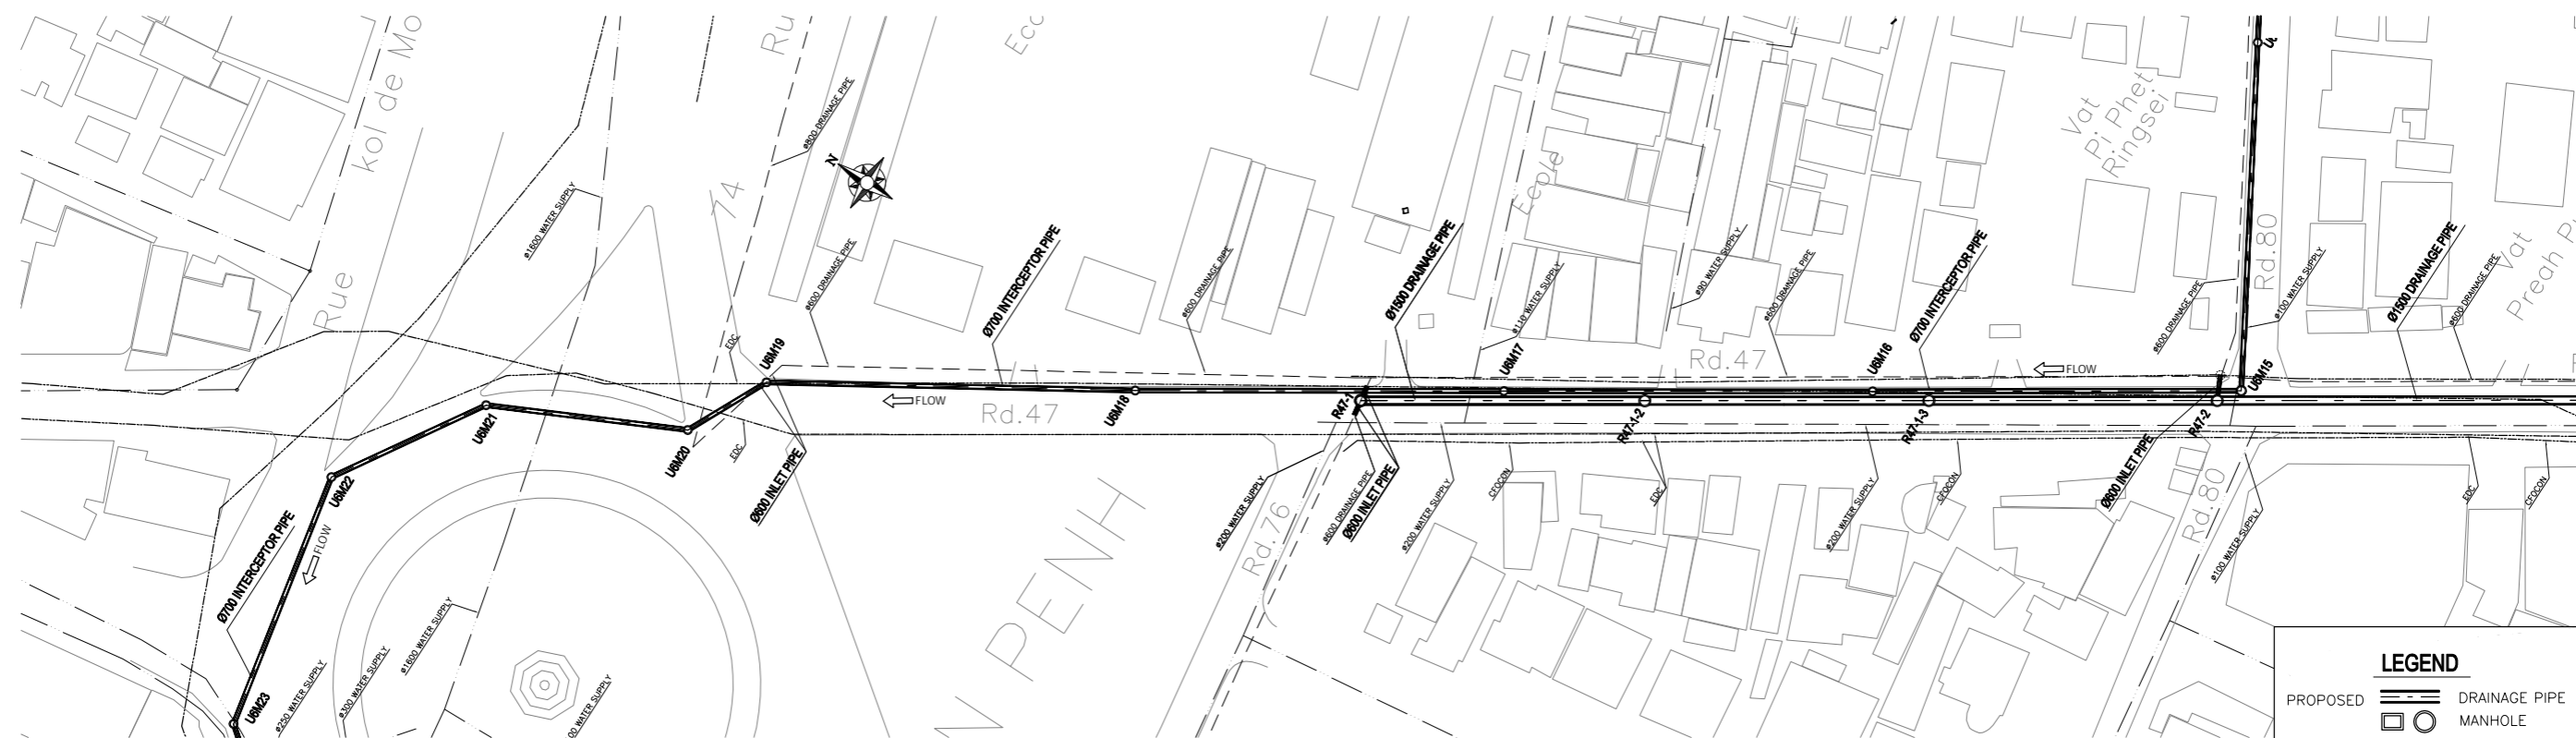 Rue
kol de Mo
Ru
Ecc
ø800 DRAINAGE PIPE
N
14
ø1600 WATER SUPPLY
ø600 DRAINAGE PIPE
EDC
U6M19
Ø700 INTERCEPTOR PIPE
ø600 DRAINAGE PIPE
Ø1500 DRAINAGE PIPE
Ecole
ø110 WATER SUPPLY
U6M17
ø90 WATER SUPPLY
ø600 DRAINAGE PIPE
Rd.47
U6M16
Ø700 INTERCEPTOR PIPE
Vat
Pi Phet
Ringsei
ø600 DRAINAGE PIPE
Rd.80
ø100 WATER SUPPLY
FLOW
U6M15
Ø1500 DRAINAGE PIPE
ø600 DRAINAGE PIPE
Vat
Preah P
FLOW
Rd.47
U6M18
R47-1
R47-1-2
R47-1-3
R47-2
U6M21
U6M20
EDC
Ø600 INLET PIPE
U6M22
FLOW
Ø700 INTERCEPTOR PIPE
U6M23
ø250 WATER SUPPLY
ø300 WATER SUPPLY
ø1600 WATER SUPPLY
00 WATER SUPPLY
N PENH
ø200 WATER SUPPLY
Rd.76
ø600 DRAINAGE PIPE
Ø600 INLET PIPE
ø200 WATER SUPPLY
CFOCON
EDC
ø200 WATER SUPPLY
CFOCON
Ø600 INLET PIPE
Rd.80
ø100 WATER SUPPLY
EDC
CFOCON
LEGEND
PROPOSED DRAINAGE PIPE
MANHOLE